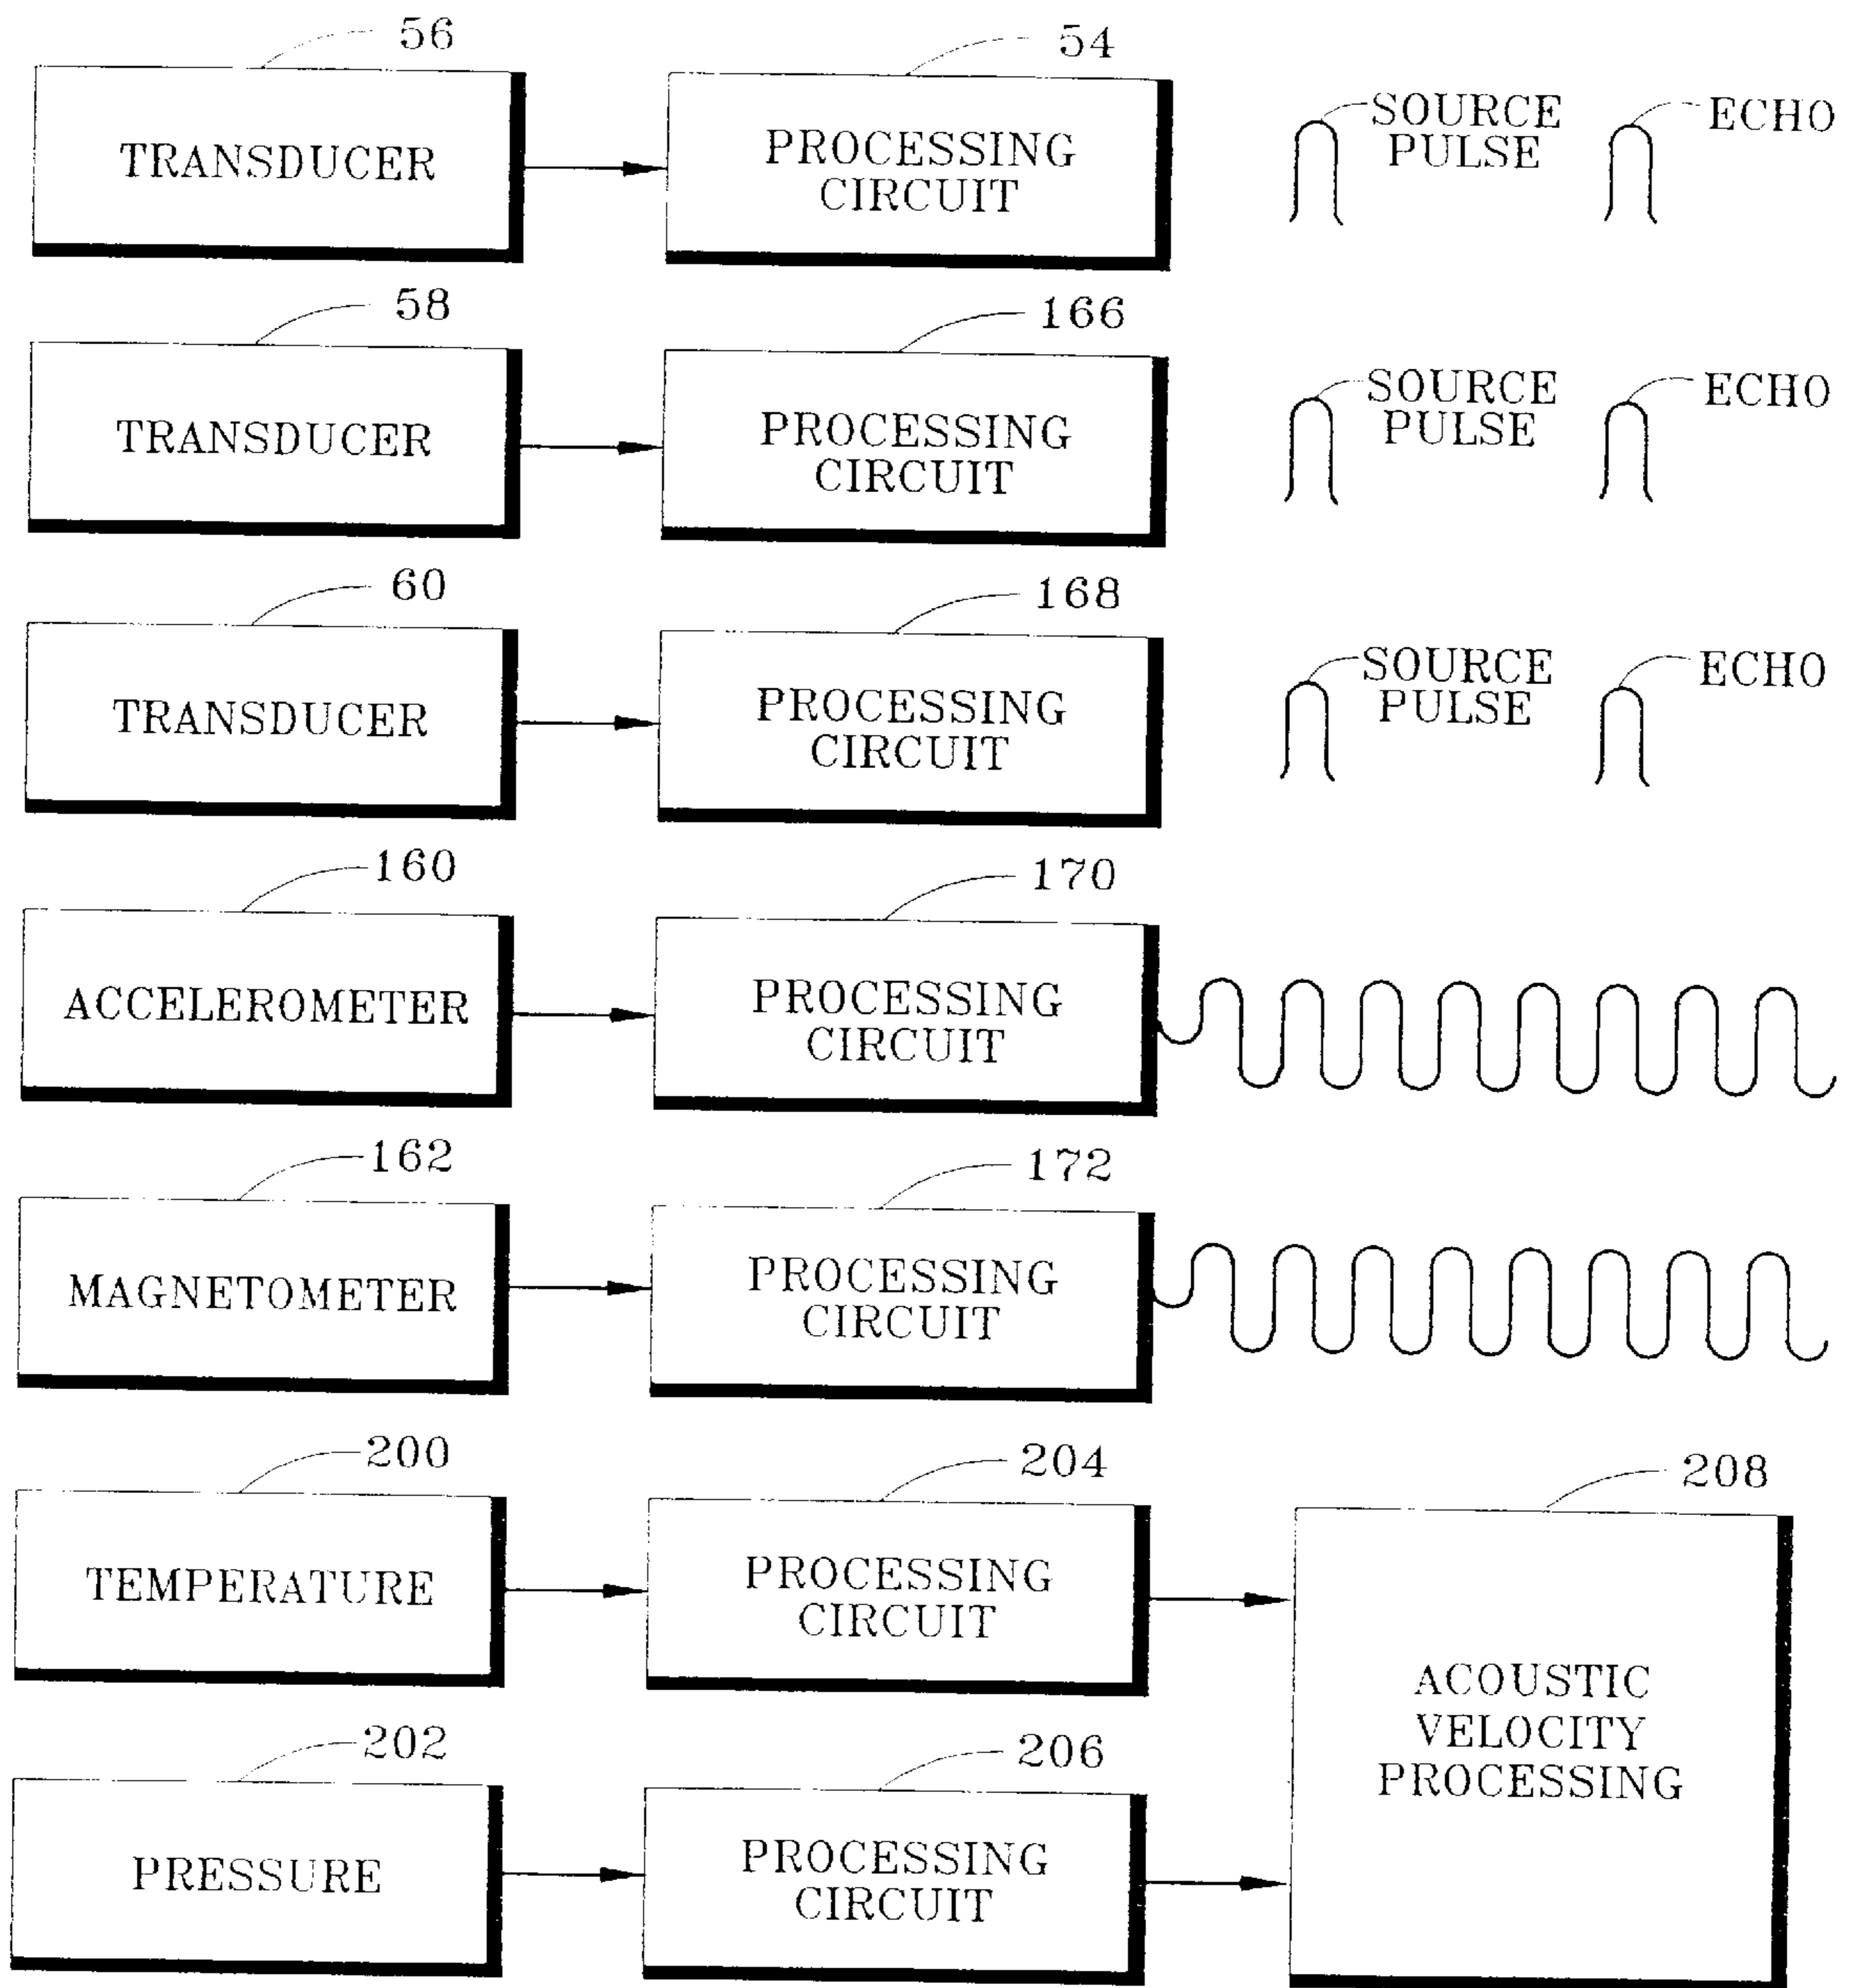 56
54
TRANSDUCER
PROCESSING
CIRCUIT
SOURCE
PULSE
ECHO
58
166
TRANSDUCER
PROCESSING
CIRCUIT
SOURCE
PULSE
ECHO
60
168
TRANSDUCER
PROCESSING
CIRCUIT
SOURCE
PULSE
ECHO
160
170
ACCELEROMETER
PROCESSING
CIRCUIT
162
172
MAGNETOMETER
PROCESSING
CIRCUIT
200
204
208
TEMPERATURE
PROCESSING
CIRCUIT
ACOUSTIC
VELOCITY
PROCESSING
202
206
PRESSURE
PROCESSING
CIRCUIT